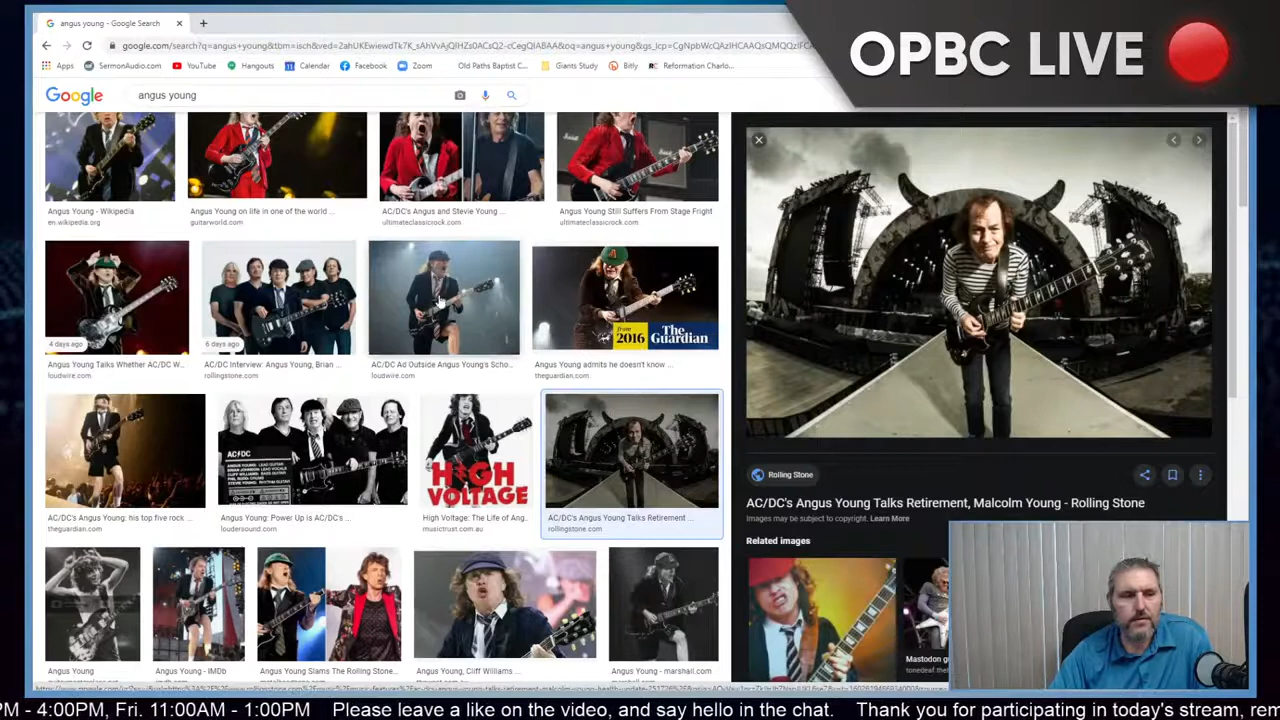 angus young - Google Search
OPBC LIVE
Apps
SermonAudio.com
YouTube
Hangouts
Calendar
Facebook
Zoom
Old Paths Baptist C...
Giants Study
Bitly
Reformation Charlo...
Google
angus young
Angus Young - Wikipedia
en.wikipedia.org
Angus Young on life in one of the world ...
guitarworld.com
AC/DC's Angus and Stevie Young ...
ultimateclassicrock.com
Angus Young Still Suffers From Stage Fright
ultimateclassicrock.com
4 days ago
6 days ago
from
2016
The
Guardian
Angus Young Talks Whether AC/DC W...
loudwire.com
AC/DC Interview: Angus Young, Brian ...
rollingstone.com
AC/DC Ad Outside Angus Young's Scho...
loudwire.com
Angus Young admits he doesn't know ...
theguardian.com
AC/DC
HIGH
VOLTAGE
AC/DC's Angus Young: his top five rock ...
theguardian.com
Angus Young: Power Up is AC/DC's ...
loudersound.com
High Voltage: The Life of Ang...
musictrust.com.au
AC/DC's Angus Young Talks Retirement ...
rollingstone.com
Rolling Stone
AC/DC's Angus Young Talks Retirement, Malcolm Young - Rolling Stone
Images may be subject to copyright. Learn More
Related images
Mastodon g
Angus Young
Angus Young - IMDb
Angus Young Slams The Rolling Stone...
Angus Young, Cliff Williams ...
Angus Young - marshall.com
PM - 4:00PM, Fri. 11:00AM - 1:00PM Please leave a like on the video, and say hello in the chat. Thank you for participating in today's stream, rem